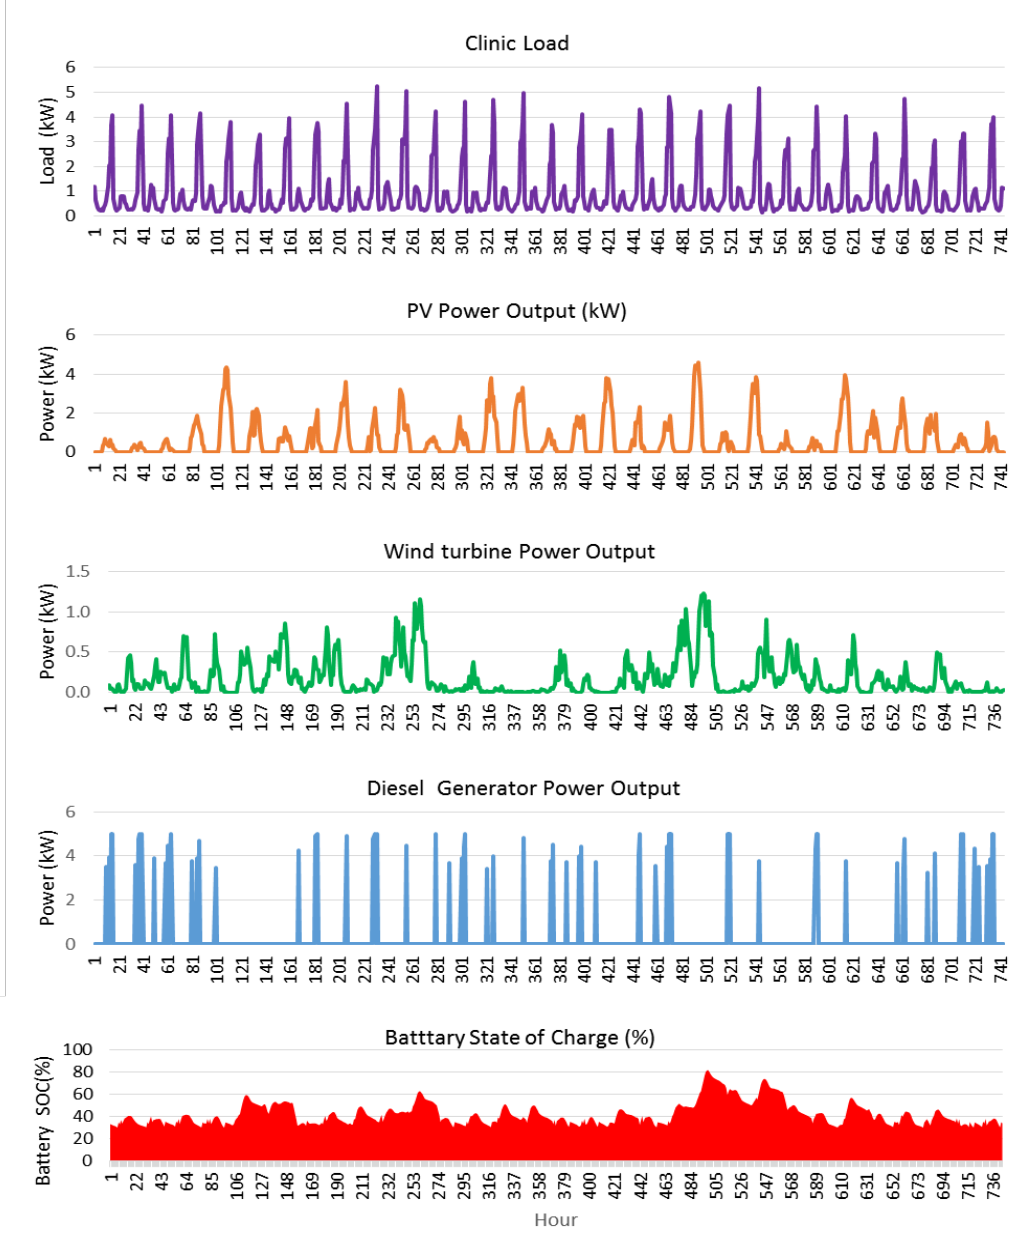 Clinic Load
Load (kW)
6
5
4
3
2
1
0
1 21 41 61 81 101 121 141 161 181 201 221 241 261 281 301 321 341 361 381 401 421 441 461 481 501 521 541 561 581 601 621 641 661 681 701 721 741
PV Power Output (kW)
Power (kW)
6
4
2
0
1 21 41 61 81 101 121 141 161 181 201 221 241 261 281 301 321 341 361 381 401 421 441 461 481 501 521 541 561 581 601 621 641 661 681 701 721 741
Wind turbine Power Output
Power (kW)
1.5
1.0
0.5
0.0
1 22 43 64 85 106 127 148 169 190 211 232 253 274 295 316 337 358 379 400 421 442 463 484 505 526 547 568 589 610 631 652 673 694 715 736
Diesel Generator Power Output
Power (kW)
6
4
2
0
1 21 41 61 81 101 121 141 161 181 201 221 241 261 281 301 321 341 361 381 401 421 441 461 481 501 521 541 561 581 601 621 641 661 681 701 721 741
Batttary State of Charge (%)
Battery SOC(%)
100
80
60
40
20
0
1 22 43 64 85 106 127 148 169 190 211 232 253 274 295 316 337 358 379 400 421 442 463 484 505 526 547 568 589 610 631 652 673 694 715 736
Hour